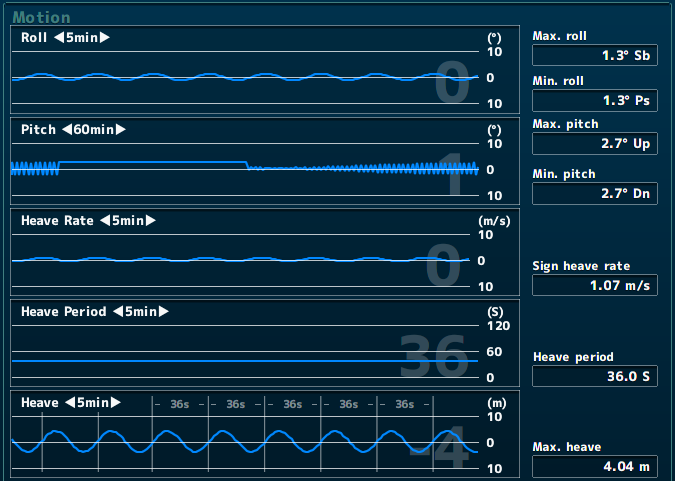 Motion
Roll ◀5min▶ (°)
10
0
10
0
Max. roll
1.3° Sb
Min. roll
1.3° Ps
Pitch ◀60min▶ (°)
10
0
10
1
Max. pitch
2.7° Up
Min. pitch
2.7° Dn
Heave Rate ◀5min▶ (m/s)
10
0
10
0
Sign heave rate
1.07 m/s
Heave Period ◀5min▶ (S)
120
60
0
36
Heave period
36.0 S
Heave ◀5min▶ - 36s - - 36s - - 36s - - 36s - - 36s - (m)
10
0
10
-4
Max. heave
4.04 m